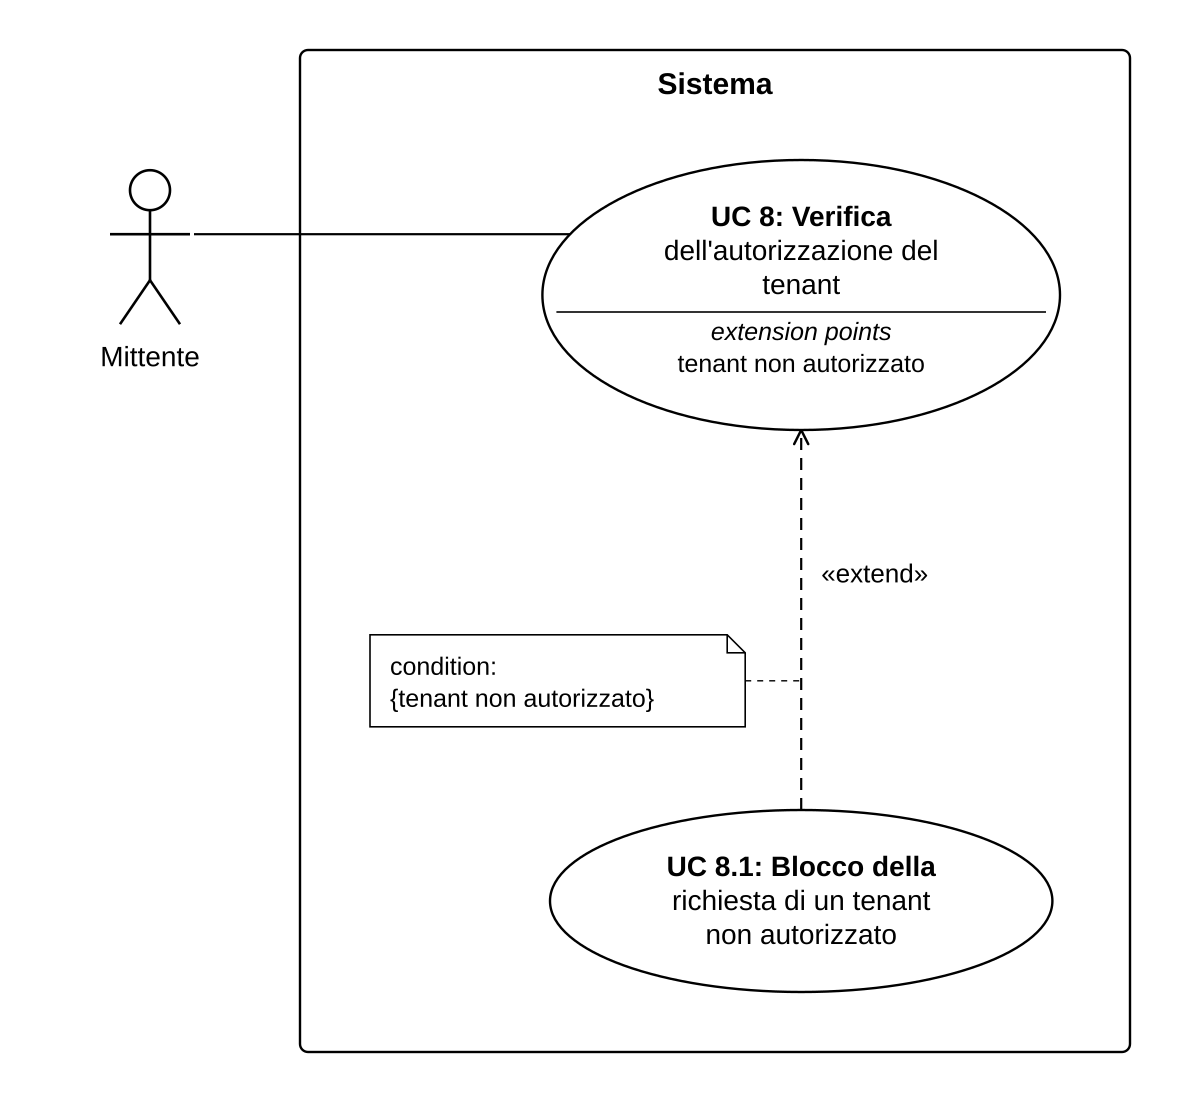 Sistema
UC 8: Verifica
dell'autorizzazione del
tenant
extension points
tenant non autorizzato
Mittente
«extend»
condition:
{tenant non autorizzato}
UC 8.1: Blocco della
richiesta di un tenant
non autorizzato